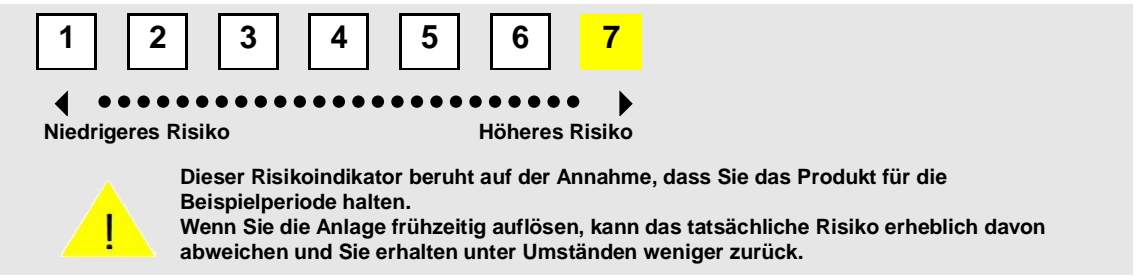 1 2 3 4 5 6 7
Niedrigeres Risiko Höheres Risiko
Dieser Risikoindikator beruht auf der Annahme, dass Sie das Produkt für die
Beispielperiode halten.
Wenn Sie die Anlage frühzeitig auflösen, kann das tatsächliche Risiko erheblich davon
abweichen und Sie erhalten unter Umständen weniger zurück.
!